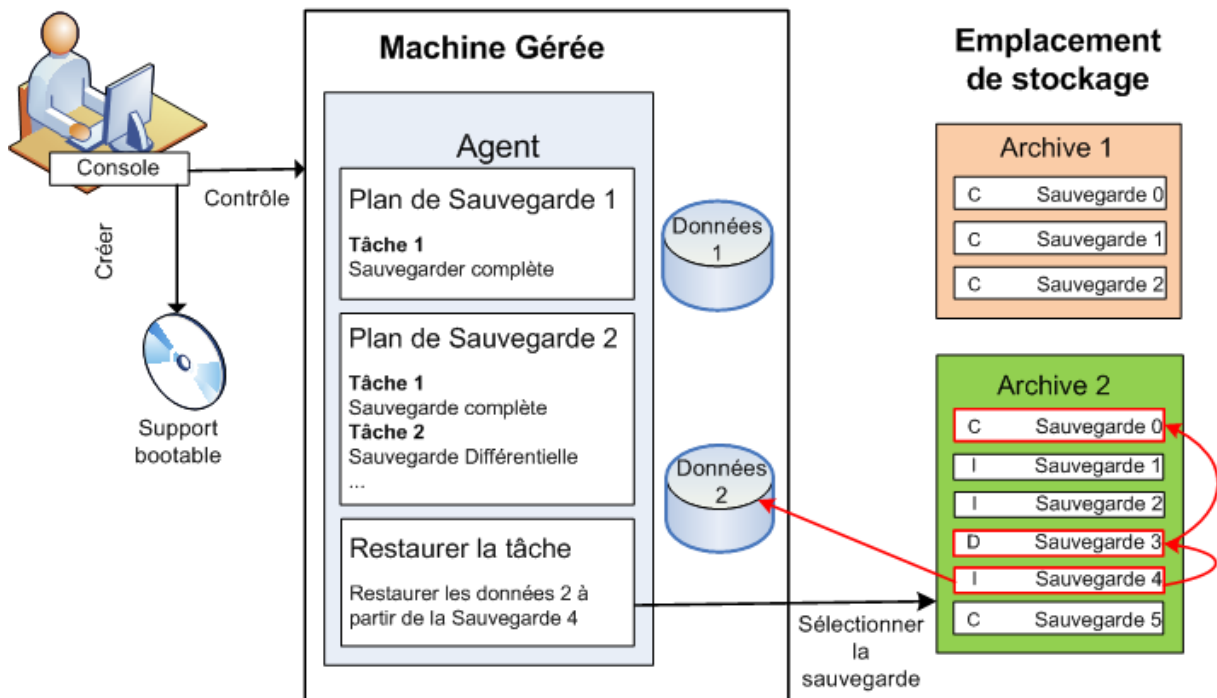 Machine Gérée
Emplacement
de stockage
Console
Contrôle
Créer
Support
bootable
Agent
Plan de Sauvegarde 1
Tâche 1
Sauvegarder complète
Plan de Sauvegarde 2
Tâche 1
Sauvegarde complète
Tâche 2
Sauvegarde Différentielle
...
Restaurer la tâche
Restaurer les données 2 à
partir de la Sauvegarde 4
Données
1
Données
2
Sélectionner
la
sauvegarde
Archive 1
C Sauvegarde 0
C Sauvegarde 1
C Sauvegarde 2
Archive 2
C Sauvegarde 0
I Sauvegarde 1
I Sauvegarde 2
D Sauvegarde 3
I Sauvegarde 4
C Sauvegarde 5